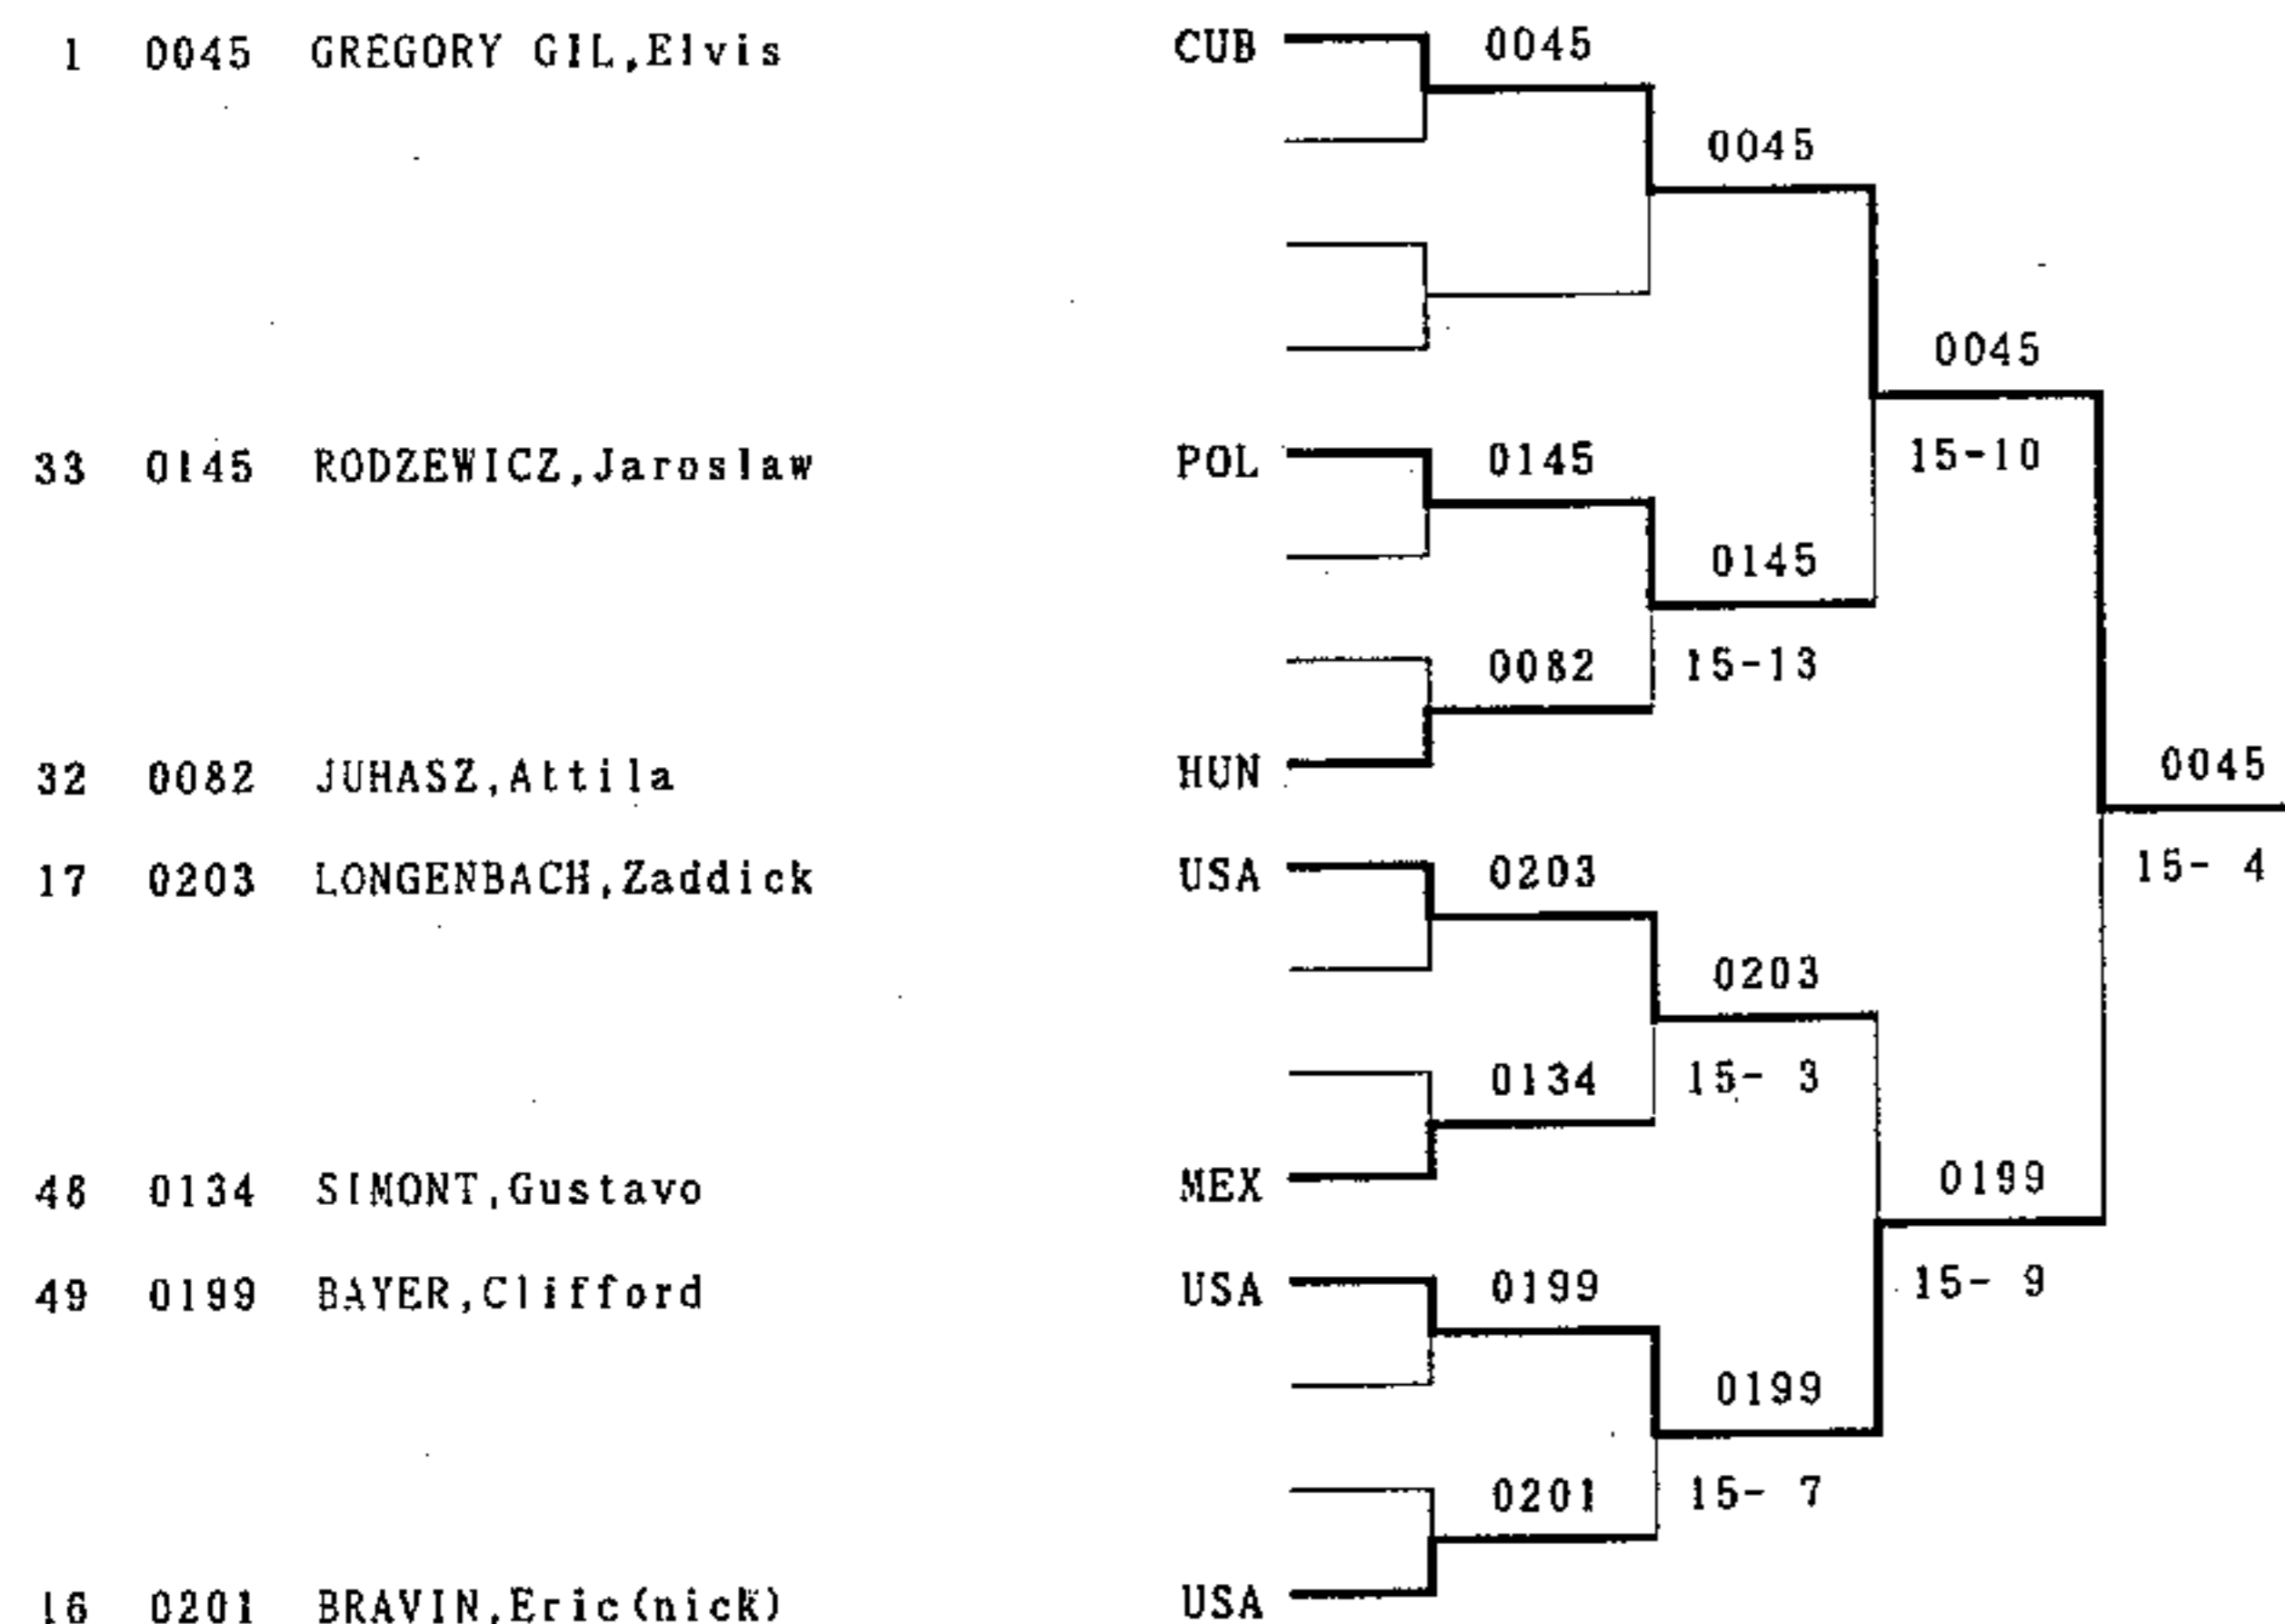 1 0045 GREGORY GIL,Elvis CUB 0045
0045
0045
33 0145 RODZEWICZ,Jaroslaw POL 0145 15-10
0145
0082 15-13
32 0082 JUHASZ,Attila HUN 0045
17 0203 LONGENBACH,Zaddick USA 0203 15- 4
0203
0134 15- 3
48 0134 SIMONT,Gustavo MEX 0199
49 0199 BAYER,Clifford USA 0199 15- 9
0199
0201 15- 7
16 0201 BRAVIN,Eric(nick) USA